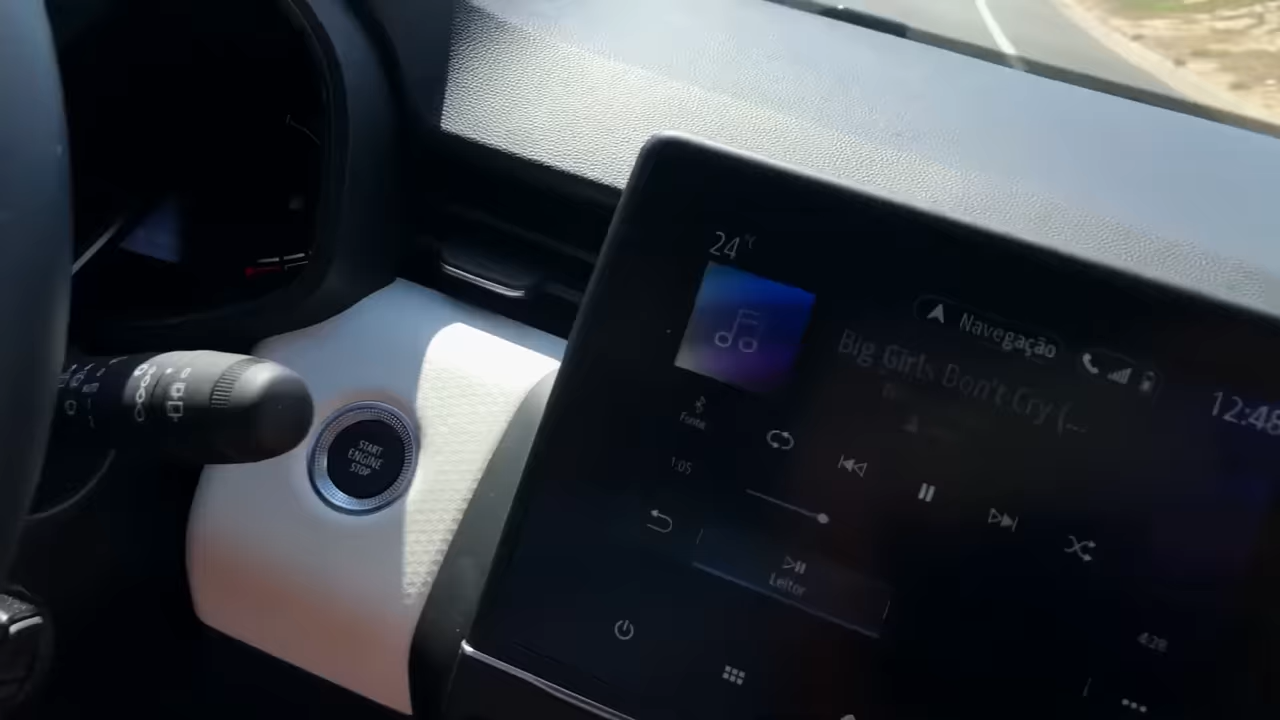 24°C
Navegação
12:48
Big Girls Don't Cry (...
Fonte
1:05
START
ENGINE
STOP
Leitor
4:28